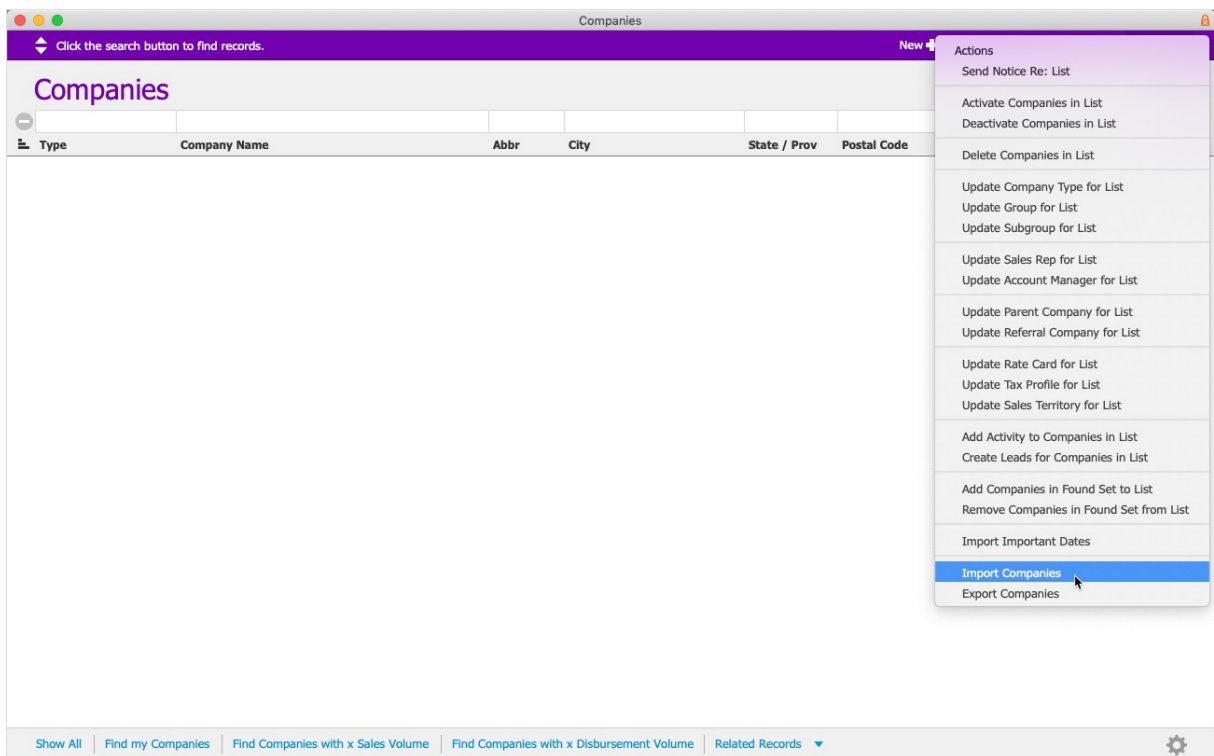 Companies
Click the search button to find records.
New
Companies
Type Company Name Abbr City State / Prov Postal Code
Actions
Send Notice Re: List
Activate Companies in List
Deactivate Companies in List
Delete Companies in List
Update Company Type for List
Update Group for List
Update Subgroup for List
Update Sales Rep for List
Update Account Manager for List
Update Parent Company for List
Update Referral Company for List
Update Rate Card for List
Update Tax Profile for List
Update Sales Territory for List
Add Activity to Companies in List
Create Leads for Companies in List
Add Companies in Found Set to List
Remove Companies in Found Set from List
Import Important Dates
Import Companies
Export Companies
Show All Find my Companies Find Companies with x Sales Volume Find Companies with x Disbursement Volume Related Records